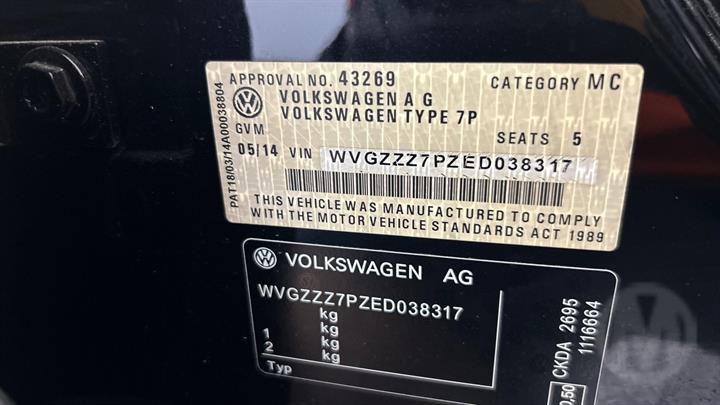 APPROVAL NO. 43269 CATEGORY MC
VOLKSWAGEN A G
VOLKSWAGEN TYPE 7P
GVM SEATS 5
05/14 VIN WVGZZZ7PZED038317
THIS VEHICLE WAS MANUFACTURED TO COMPLY
WITH THE MOTOR VEHICLE STANDARDS ACT 1989
PAT18/03/14A00038804
VOLKSWAGEN AG
WVGZZZ7PZED038317
kg
kg
1 kg
2 kg
Typ
CKDA 2695
1116664
0,50